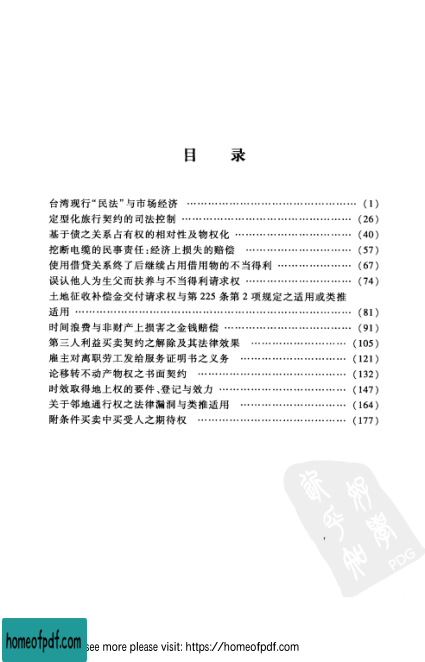 目 录
台湾现行“民法”与市场经济 ……………………………………… (1)
定型化旅行契约的司法控制 ……………………………………… (26)
基于债之关系占有权的相对性及物权化 ………………………… (40)
挖断电缆的民事责任:经济上损失的赔偿 ……………………… (57)
使用借贷关系终了后继续占用借用物的不当得利 ……………… (67)
误认他人为生父而扶养与不当得利请求权 ……………………… (74)
土地征收补偿金交付请求权与第 225 条第 2 项规定之适用或类推
适用 ………………………………………………………………… (81)
时间浪费与非财产上损害之金钱赔偿 …………………………… (91)
第三人利益买卖契约之解除及其法律效果 ……………………… (105)
雇主对离职劳工发给服务证明书之义务 ………………………… (121)
论移转不动产物权之书面契约 …………………………………… (132)
时效取得地上权的要件、登记与效力 …………………………… (147)
关于邻地通行权之法律漏洞与类推适用 ………………………… (164)
附条件买卖中买受人之期待权 …………………………………… (177)
PDG
homeofpdf.com
see more please visit: https://homeofpdf.com